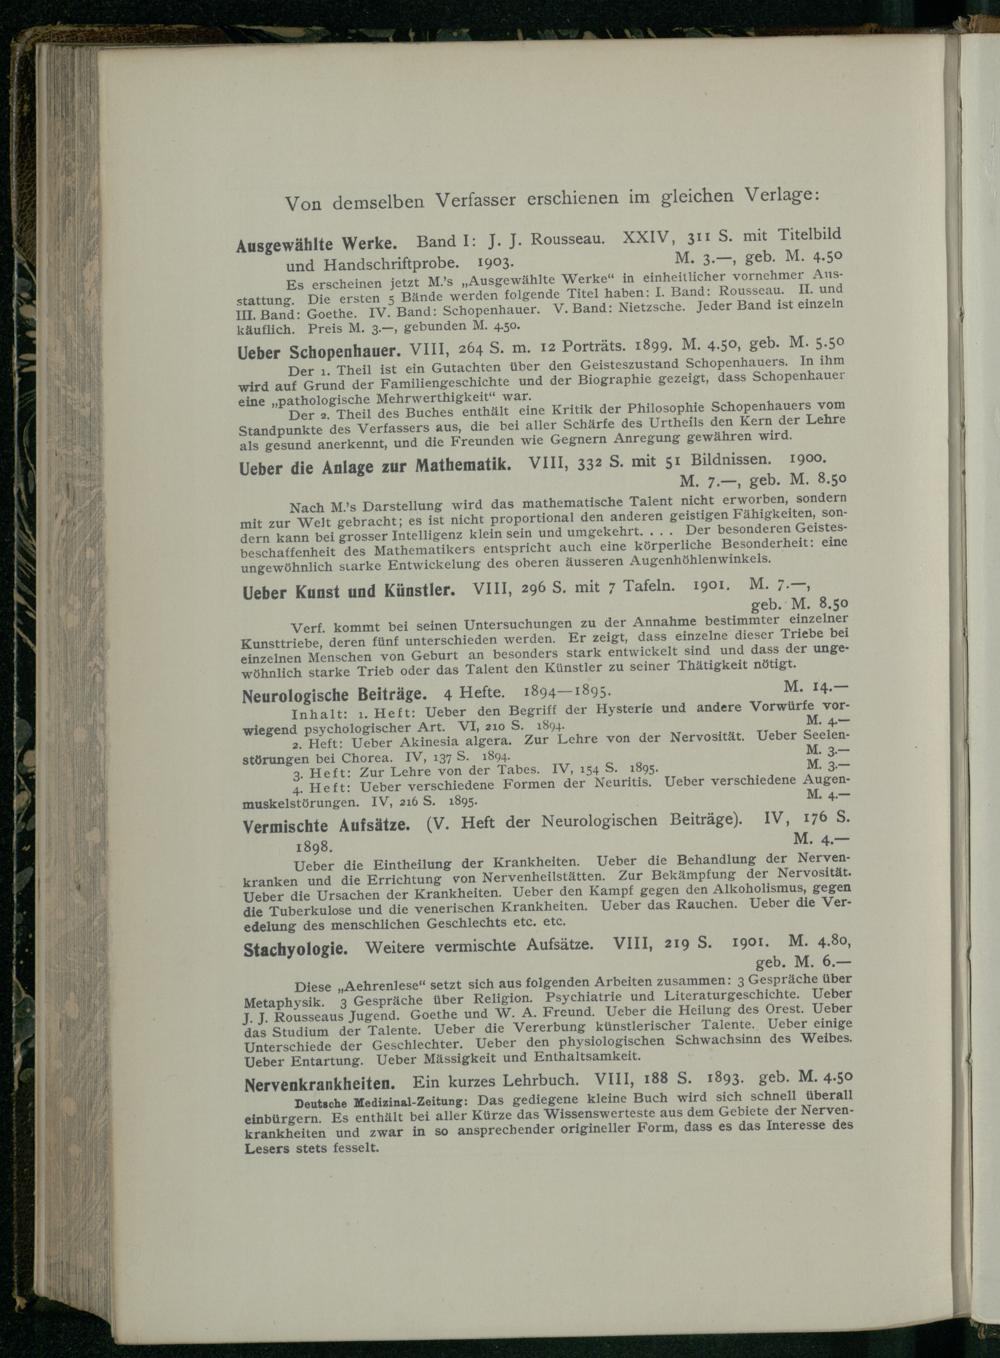 Von demselben Verfasser erschienen im gleichen Verlage:
Ausgewählte Werke. Band I: J. J. Rousseau. XXIV, 311 S. mit Titelbild
und Handschriftprobe. 1903. M. 3.—, geb. M. 4.50
Es erscheinen jetzt M.'s „Ausgewählte Werke“ in einheitlicher vornehmer Aus-
stattung. Die ersten 5 Bände werden folgende Titel haben: I. Band: Rousseau. II. und
III. Band: Goethe. IV. Band: Schopenhauer. V. Band: Nietzsche. Jeder Band ist einzeln
käuflich. Preis M. 3.—, gebunden M. 4.50.
Ueber Schopenhauer. VIII, 264 S. m. 12 Porträts. 1899. M. 4.50, geb. M. 5.50
Der 1. Theil ist ein Gutachten über den Geisteszustand Schopenhauers. In ihm
wird auf Grund der Familiengeschichte und der Biographie gezeigt, dass Schopenhauer
eine „pathologische Mehrwerthigkeit“ war.
Der 2. Theil des Buches enthält eine Kritik der Philosophie Schopenhauers vom
Standpunkte des Verfassers aus, die bei aller Schärfe des Urtheils den Kern der Lehre
als gesund anerkennt, und die Freunden wie Gegnern Anregung gewähren wird.
Ueber die Anlage zur Mathematik. VIII, 332 S. mit 51 Bildnissen. 1900.
M. 7.—, geb. M. 8.50
Nach M.'s Darstellung wird das mathematische Talent nicht erworben, sondern
mit zur Welt gebracht; es ist nicht proportional den anderen geistigen Fähigkeiten, son-
dern kann bei grosser Intelligenz klein sein und umgekehrt. . . . Der besonderen Geistes-
beschaffenheit des Mathematikers entspricht auch eine körperliche Besonderheit: eine
ungewöhnlich starke Entwickelung des oberen äusseren Augenhöhlenwinkels.
Ueber Kunst und Künstler. VIII, 296 S. mit 7 Tafeln. 1901. M. 7.—,
geb. M. 8.50
Verf. kommt bei seinen Untersuchungen zu der Annahme bestimmter einzelner
Kunsttriebe, deren fünf unterschieden werden. Er zeigt, dass einzelne dieser Triebe bei
einzelnen Menschen von Geburt an besonders stark entwickelt sind und dass der unge-
wöhnlich starke Trieb oder das Talent den Künstler zu seiner Thätigkeit nötigt.
Neurologische Beiträge. 4 Hefte. 1894—1895. M. 14.—
Inhalt: 1. Heft: Ueber den Begriff der Hysterie und andere Vorwürfe vor-
wiegend psychologischer Art. VI, 210 S. 1894. M. 4.—
2. Heft: Ueber Akinesia algera. Zur Lehre von der Nervosität. Ueber Seelen-
störungen bei Chorea. IV, 137 S. 1894. M. 3.—
3. Heft: Zur Lehre von der Tabes. IV, 154 S. 1895. M. 3.—
4. Heft: Ueber verschiedene Formen der Neuritis. Ueber verschiedene Augen-
muskelstörungen. IV, 216 S. 1895. M. 4.—
Vermischte Aufsätze. (V. Heft der Neurologischen Beiträge). IV, 176 S.
1898. M. 4.—
Ueber die Eintheilung der Krankheiten. Ueber die Behandlung der Nerven-
kranken und die Errichtung von Nervenheilstätten. Zur Bekämpfung der Nervosität.
Ueber die Ursachen der Krankheiten. Ueber den Kampf gegen den Alkoholismus, gegen
die Tuberkulose und die venerischen Krankheiten. Ueber das Rauchen. Ueber die Ver-
edelung des menschlichen Geschlechts etc. etc.
Stachyologie. Weitere vermischte Aufsätze. VIII, 219 S. 1901. M. 4.80,
geb. M. 6.—
Diese „Aehrenlese“ setzt sich aus folgenden Arbeiten zusammen: 3 Gespräche über
Metaphysik. 3 Gespräche über Religion. Psychiatrie und Literaturgeschichte. Ueber
J. J. Rousseaus Jugend. Goethe und W. A. Freund. Ueber die Heilung des Orest. Ueber
das Studium der Talente. Ueber die Vererbung künstlerischer Talente. Ueber einige
Unterschiede der Geschlechter. Ueber den physiologischen Schwachsinn des Weibes.
Ueber Entartung. Ueber Mässigkeit und Enthaltsamkeit.
Nervenkrankheiten. Ein kurzes Lehrbuch. VIII, 188 S. 1893. geb. M. 4.50
Deutsche Medizinal-Zeitung: Das gediegene kleine Buch wird sich schnell überall
einbürgern. Es enthält bei aller Kürze das Wissenswerteste aus dem Gebiete der Nerven-
krankheiten und zwar in so ansprechender origineller Form, dass es das Interesse des
Lesers stets fesselt.